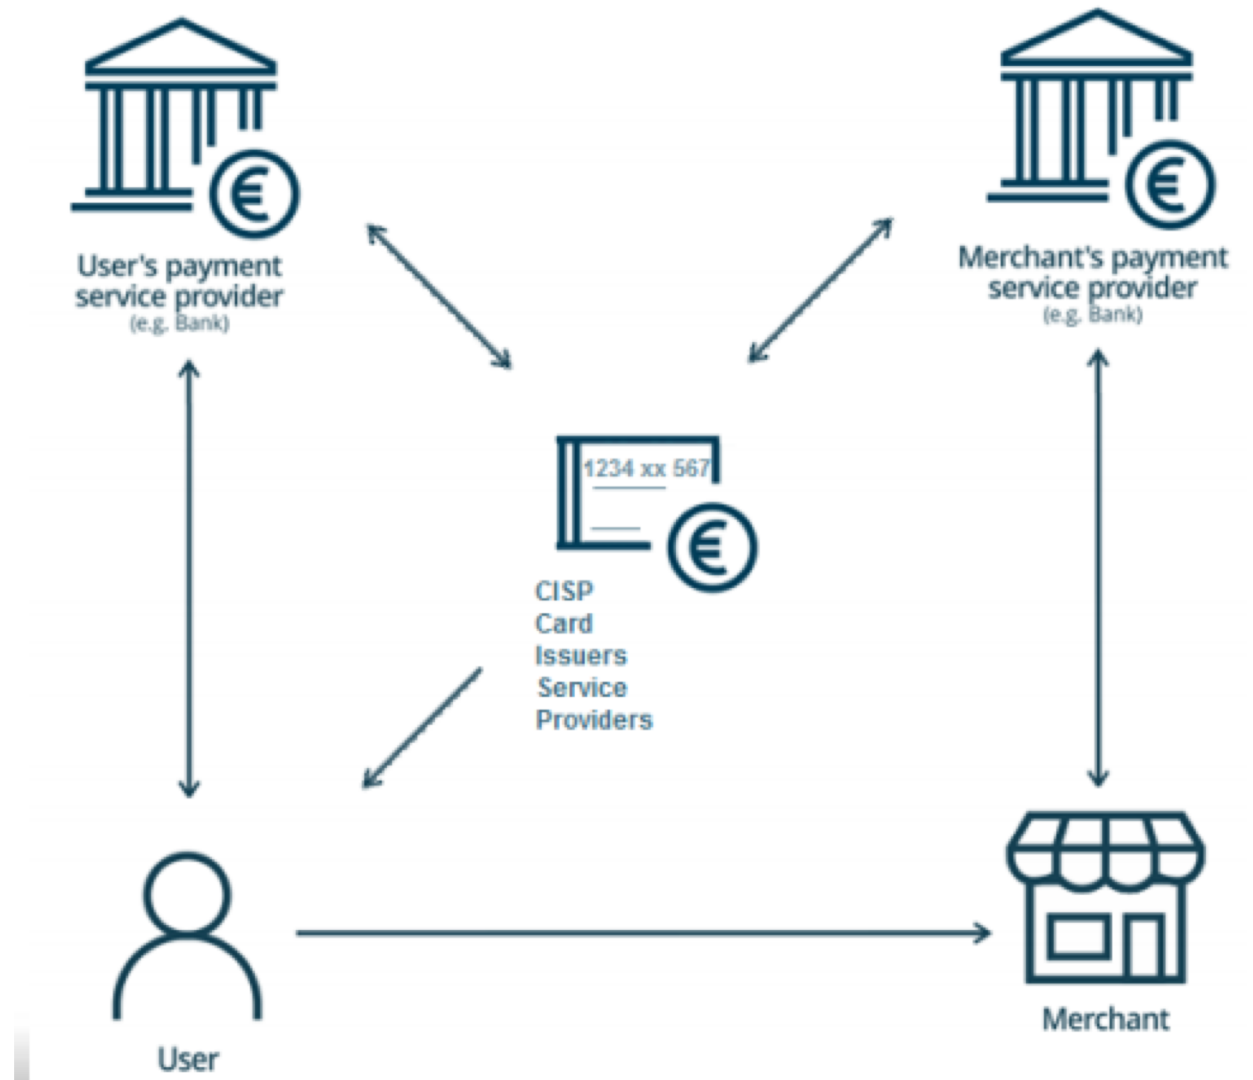 User's payment
service provider
(e.g. Bank)
Merchant's payment
service provider
(e.g. Bank)
1234 xx 567
CISP
Card
Issuers
Service
Providers
User
Merchant